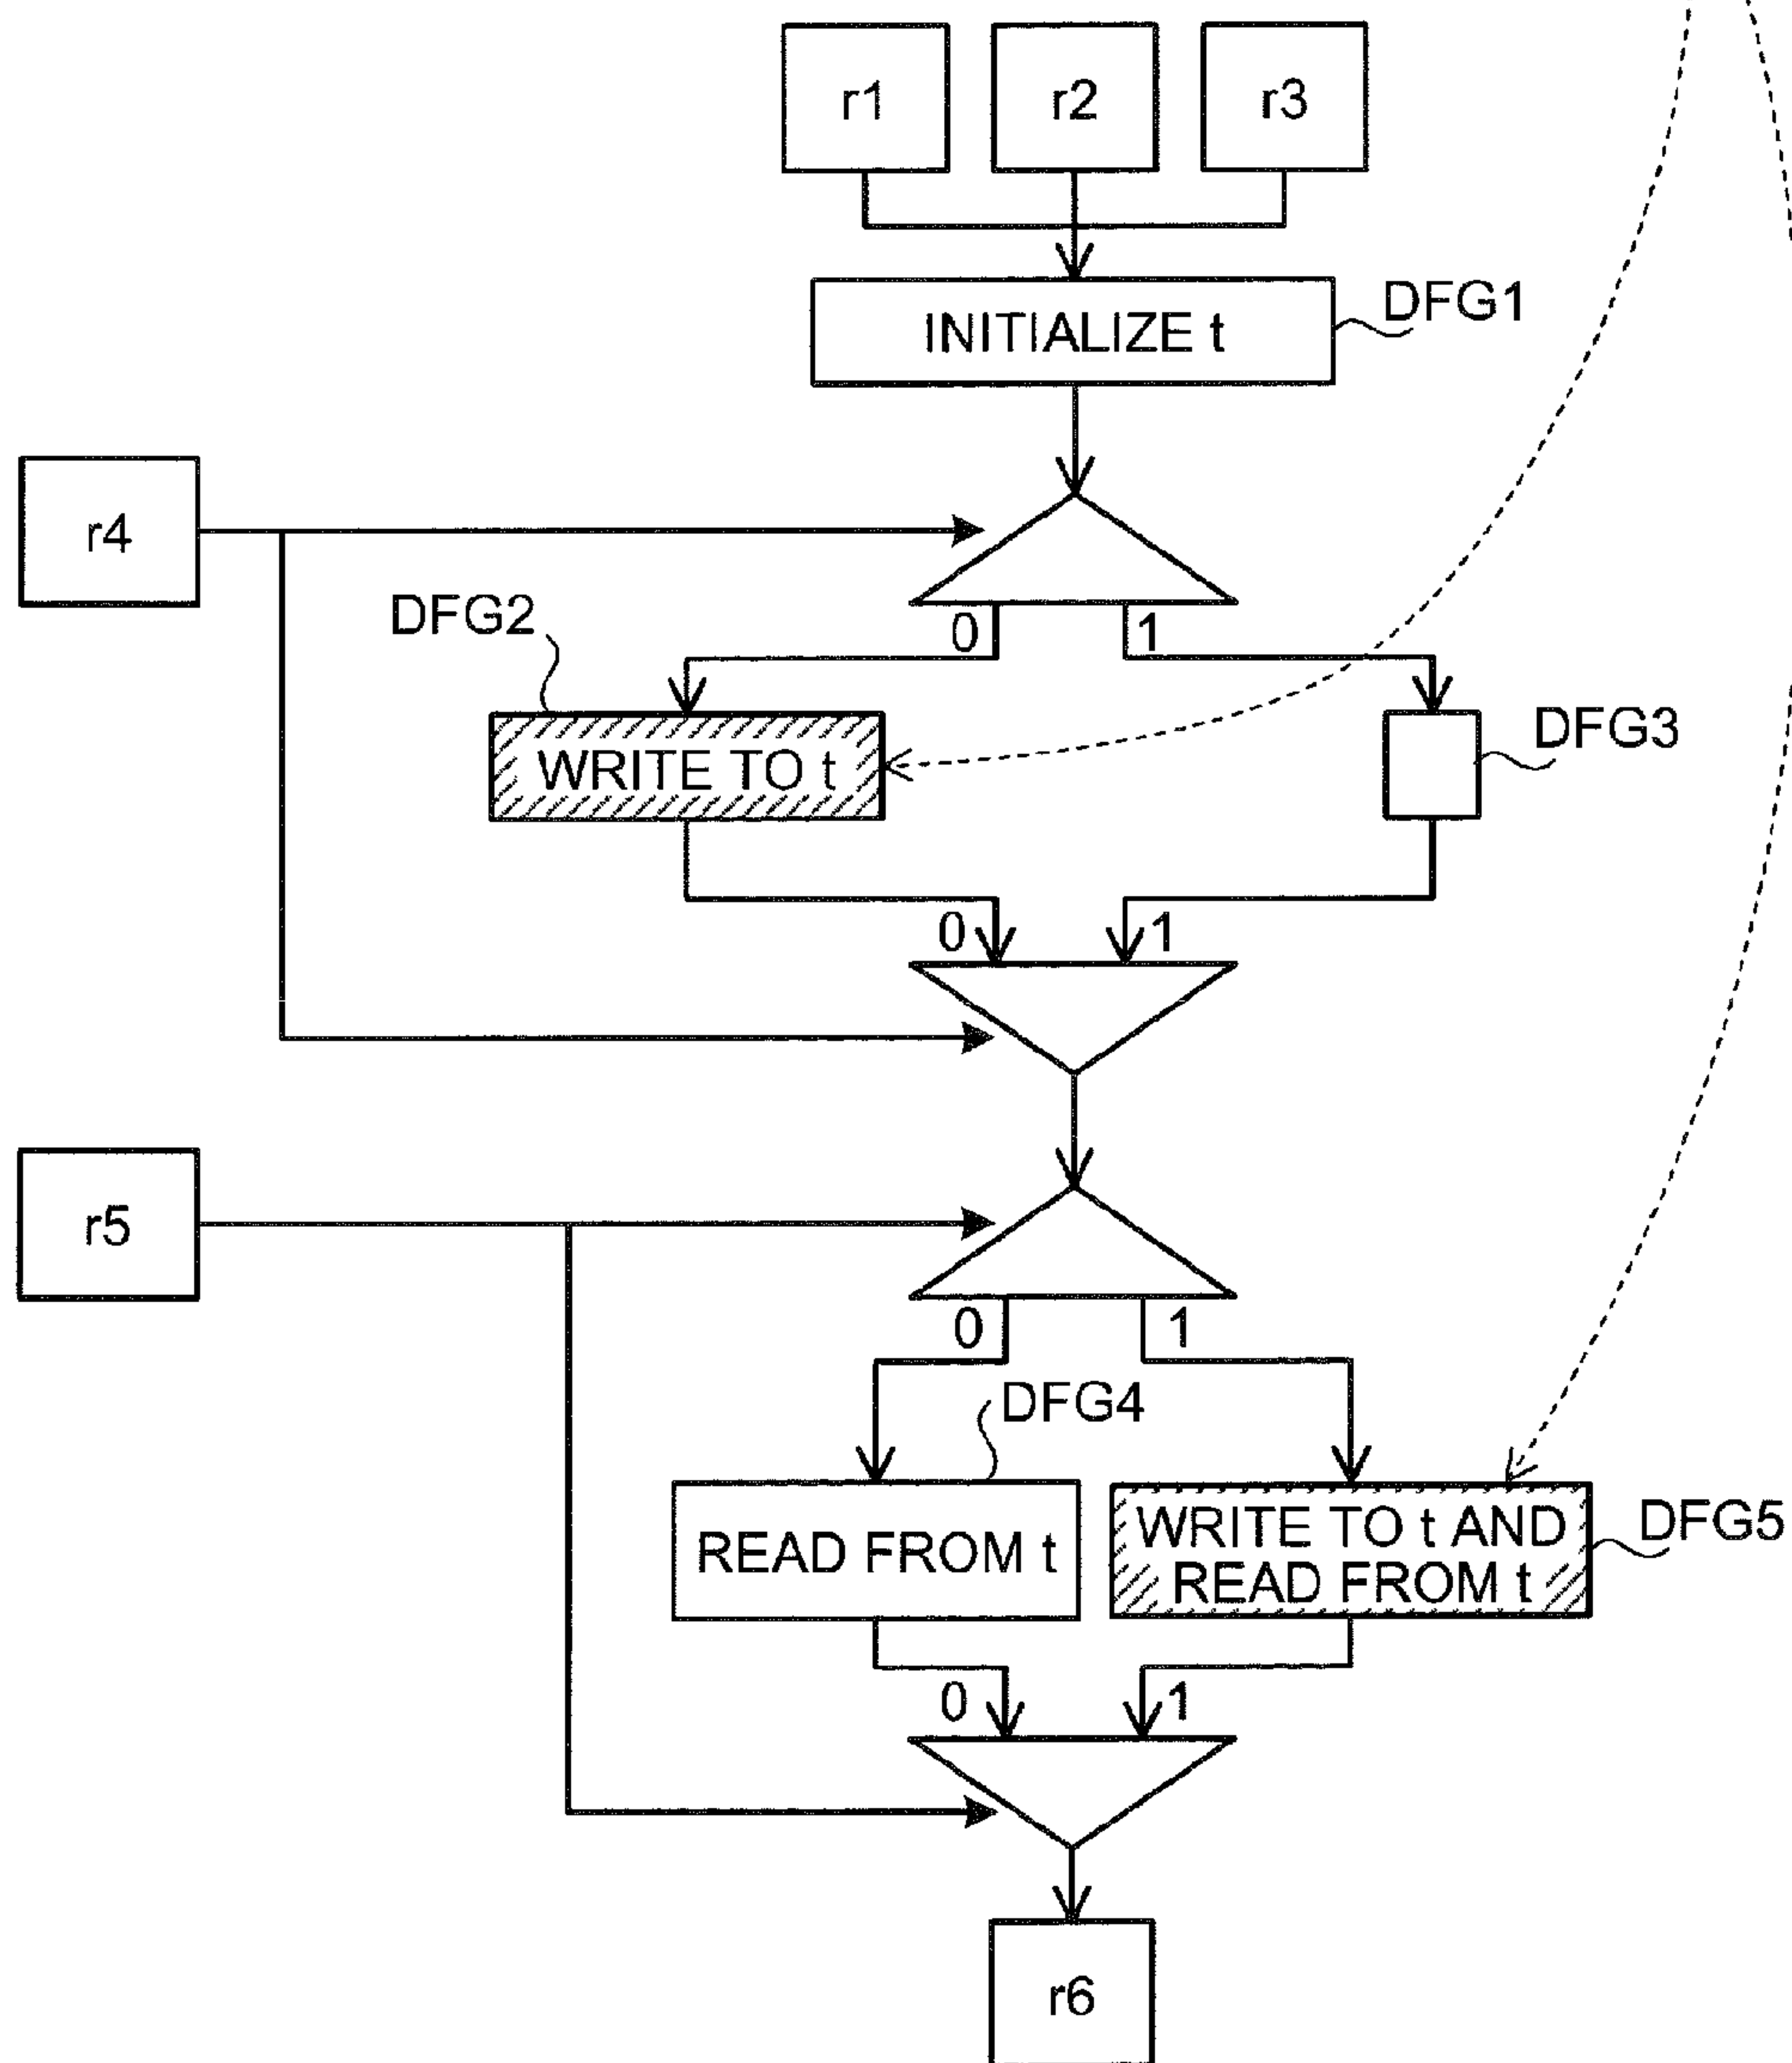 r1
r2
r3
INITIALIZE t
DFG1
r4
0
1
DFG2
WRITE TO t
DFG3
0
1
r5
0
1
DFG4
READ FROM t
WRITE TO t AND
READ FROM t
DFG5
0
1
r6